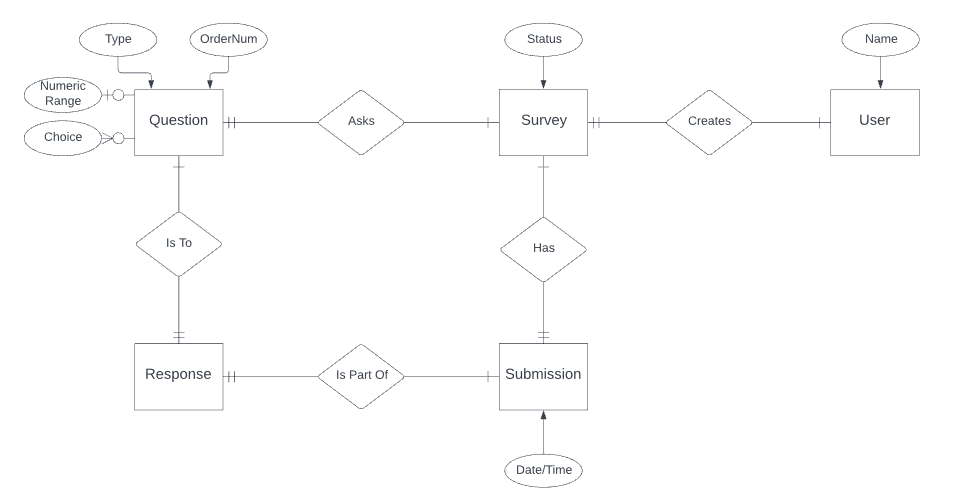 Type
OrderNum
Status
Name
Numeric
Range
Choice
Question
Asks
Survey
Creates
User
Is To
Has
Response
Is Part Of
Submission
Date/Time